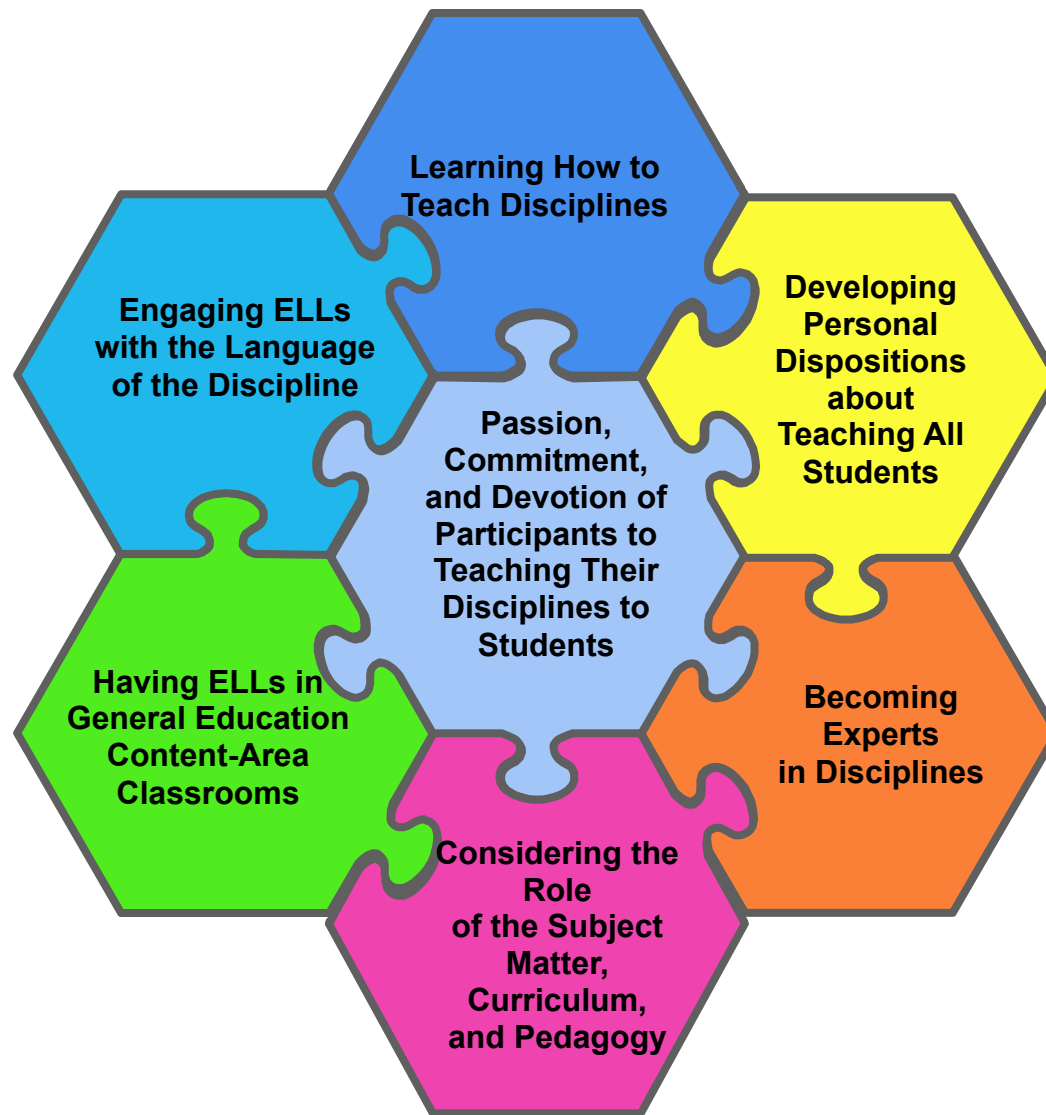 Learning How to
Teach Disciplines
Engaging ELLs
with the Language
of the Discipline
Developing
Personal
Dispositions
about
Teaching All
Students
Passion,
Commitment,
and Devotion of
Participants to
Teaching Their
Disciplines to
Students
Having ELLs in
General Education
Content-Area
Classrooms
Becoming
Experts
in Disciplines
Considering the
Role
of the Subject
Matter,
Curriculum,
and Pedagogy